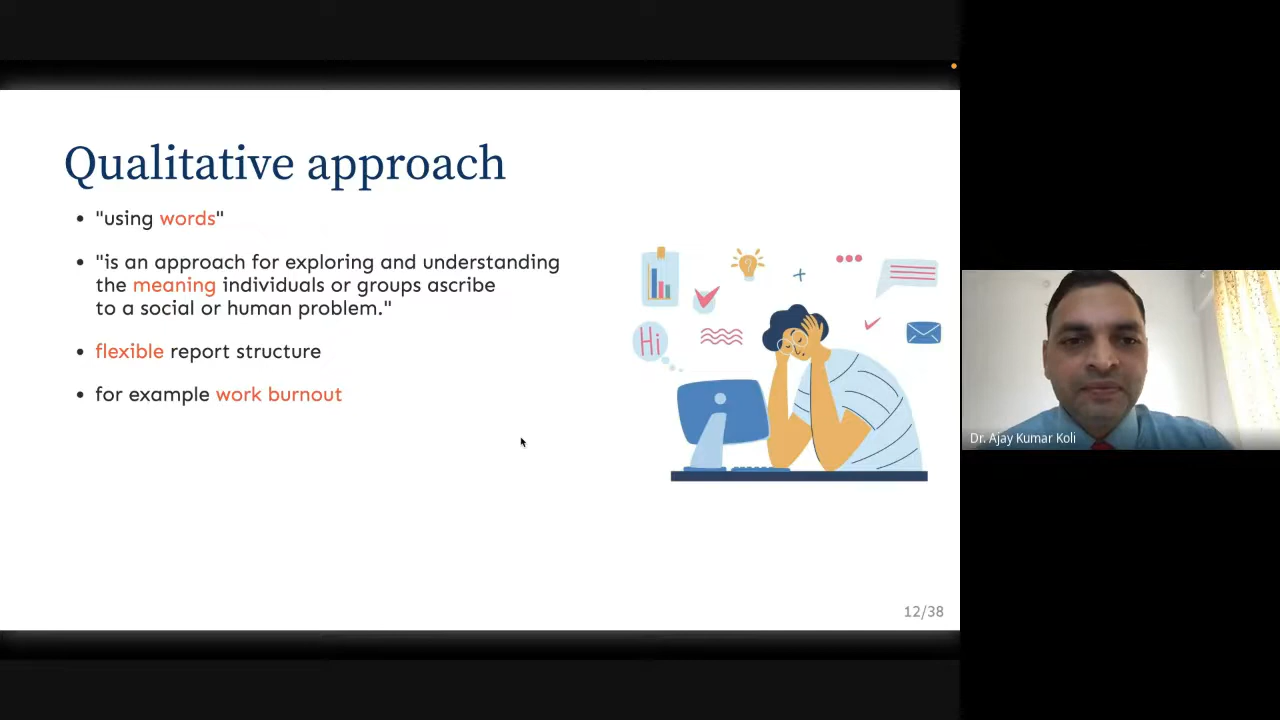 Qualitative approach
"using words"
"is an approach for exploring and understanding
the meaning individuals or groups ascribe
to a social or human problem."
flexible report structure
for example work burnout
Hi
12/38
Dr. Ajay Kumar Koli